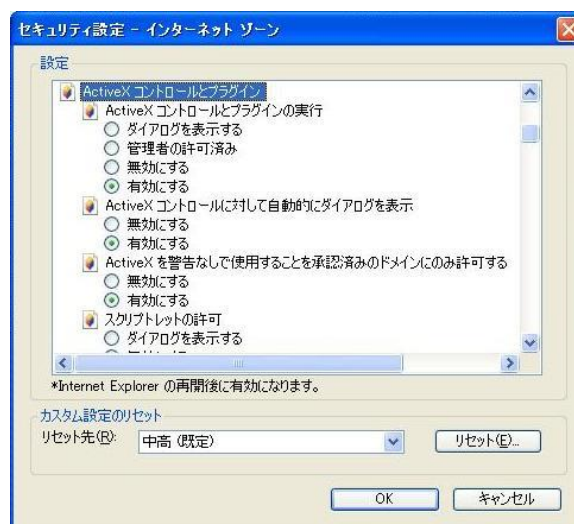 セキュリティ設定 - インターネット ゾーン
設定
ActiveX コントロールとプラグイン
ActiveX コントロールとプラグインの実行
ダイアログを表示する
管理者の許可済み
無効にする
有効にする
ActiveX コントロールに対して自動的にダイアログを表示
無効にする
有効にする
ActiveX を警告なしで使用することを承認済みのドメインにのみ許可する
無効にする
有効にする
スクリプトレットの許可
ダイアログを表示する
*Internet Explorer の再開後に有効になります。
カスタム設定のリセット
リセット先(R):
中高 (既定)
リセット(E)...
OK
キャンセル